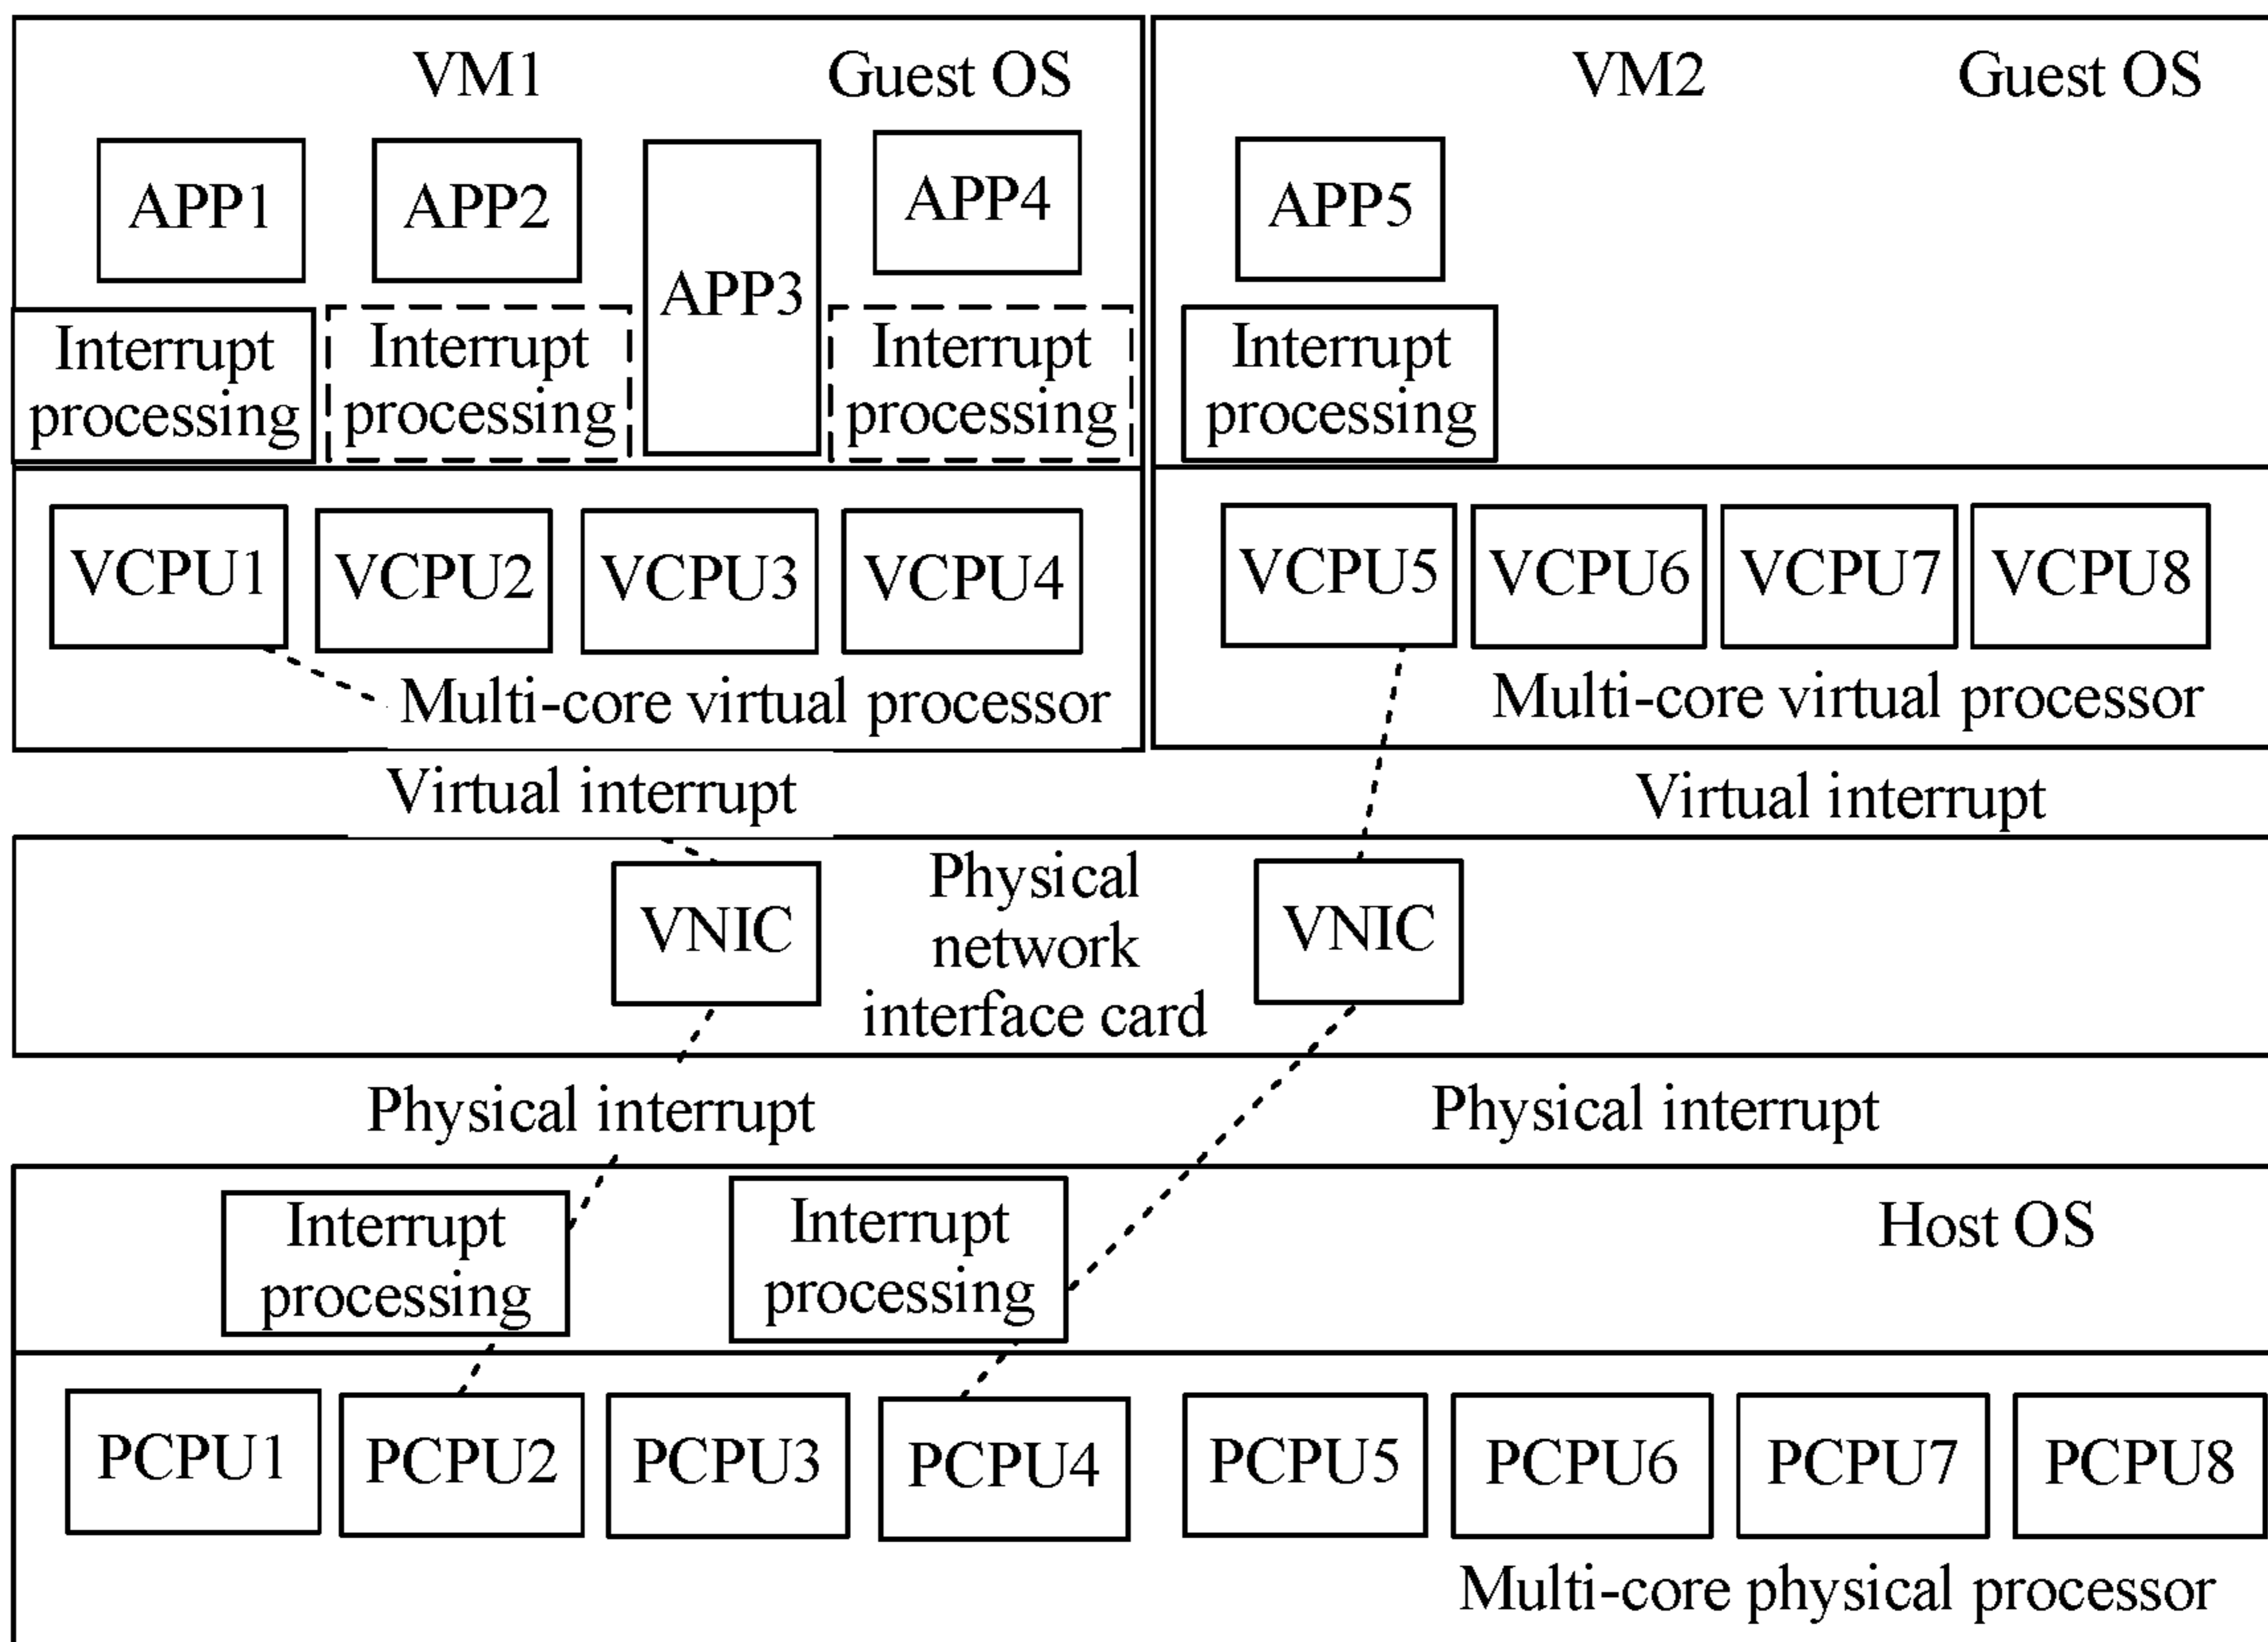 VM1 Guest OS
VM2 Guest OS
APP1
APP2
APP3
APP4
APP5
Interrupt
processing
Interrupt
processing
Interrupt
processing
Interrupt
processing
VCPU1
VCPU2
VCPU3
VCPU4
VCPU5
VCPU6
VCPU7
VCPU8
Multi-core virtual processor
Multi-core virtual processor
Virtual interrupt
Virtual interrupt
VNIC
Physical
network
interface card
VNIC
Physical interrupt
Physical interrupt
Interrupt
processing
Interrupt
processing
Host OS
PCPU1
PCPU2
PCPU3
PCPU4
PCPU5
PCPU6
PCPU7
PCPU8
Multi-core physical processor